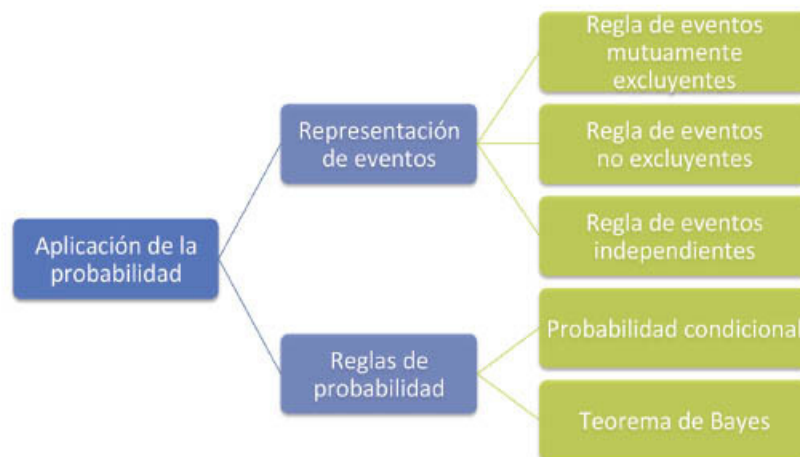 Aplicación de la
probabilidad
Representación
de eventos
Regla de eventos
mutuamente
excluyentes
Regla de eventos
no excluyentes
Regla de eventos
independientes
Reglas de
probabilidad
Probabilidad condicional
Teorema de Bayes